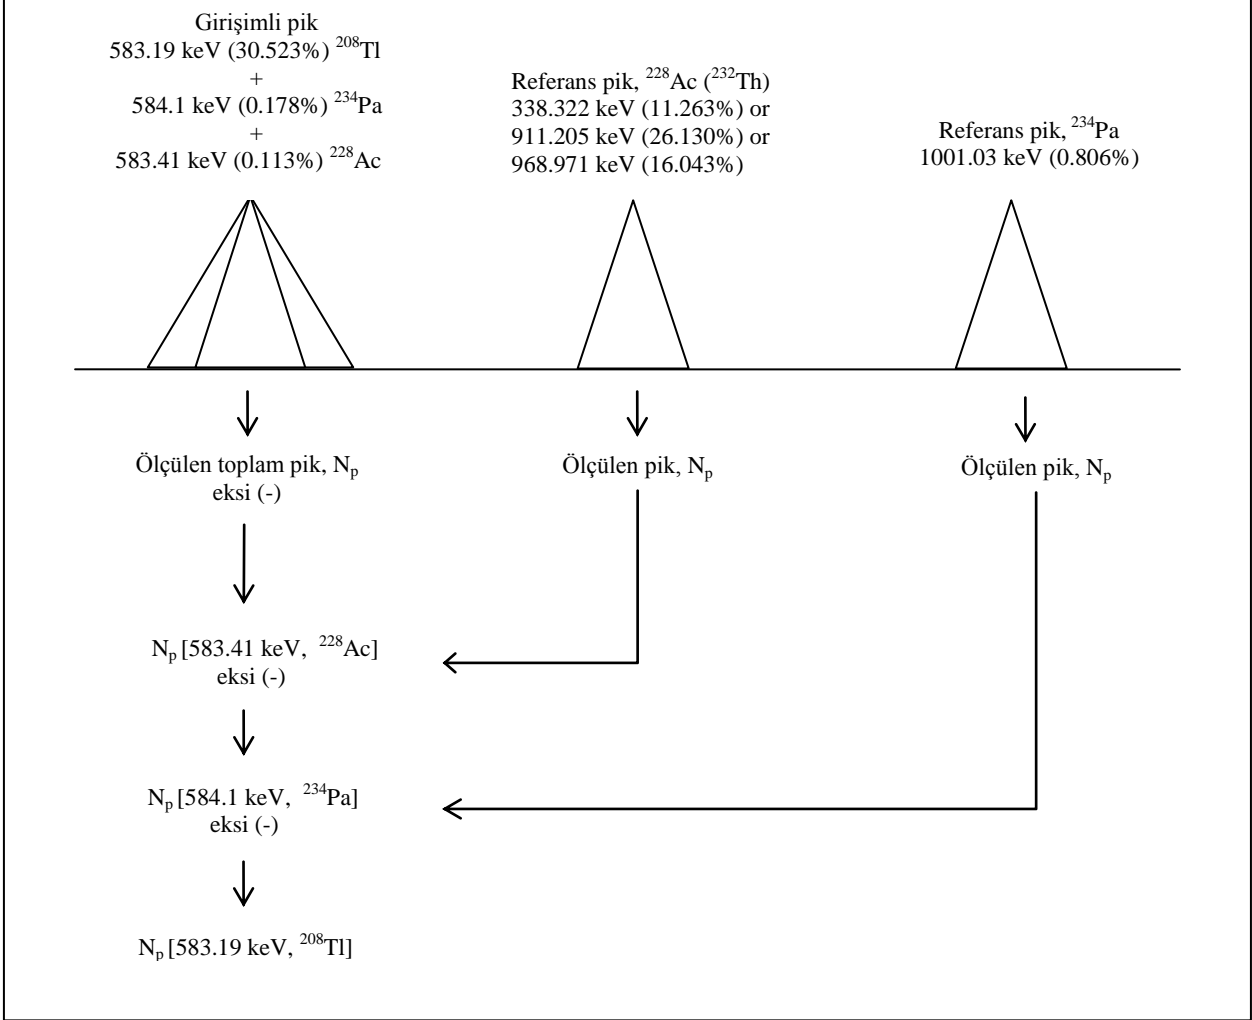 Girişimli pik
583.19 keV (30.523%) ²⁰⁸Tl
+
584.1 keV (0.178%) ²³⁴Pa
+
583.41 keV (0.113%) ²²⁸Ac
Referans pik, ²²⁸Ac (²³²Th)
338.322 keV (11.263%) or
911.205 keV (26.130%) or
968.971 keV (16.043%)
Referans pik, ²³⁴Pa
1001.03 keV (0.806%)
Ölçülen toplam pik, Nₚ
eksi (-)
Ölçülen pik, Nₚ
Ölçülen pik, Nₚ
Nₚ [583.41 keV, ²²⁸Ac]
eksi (-)
Nₚ [584.1 keV, ²³⁴Pa]
eksi (-)
Nₚ [583.19 keV, ²⁰⁸Tl]